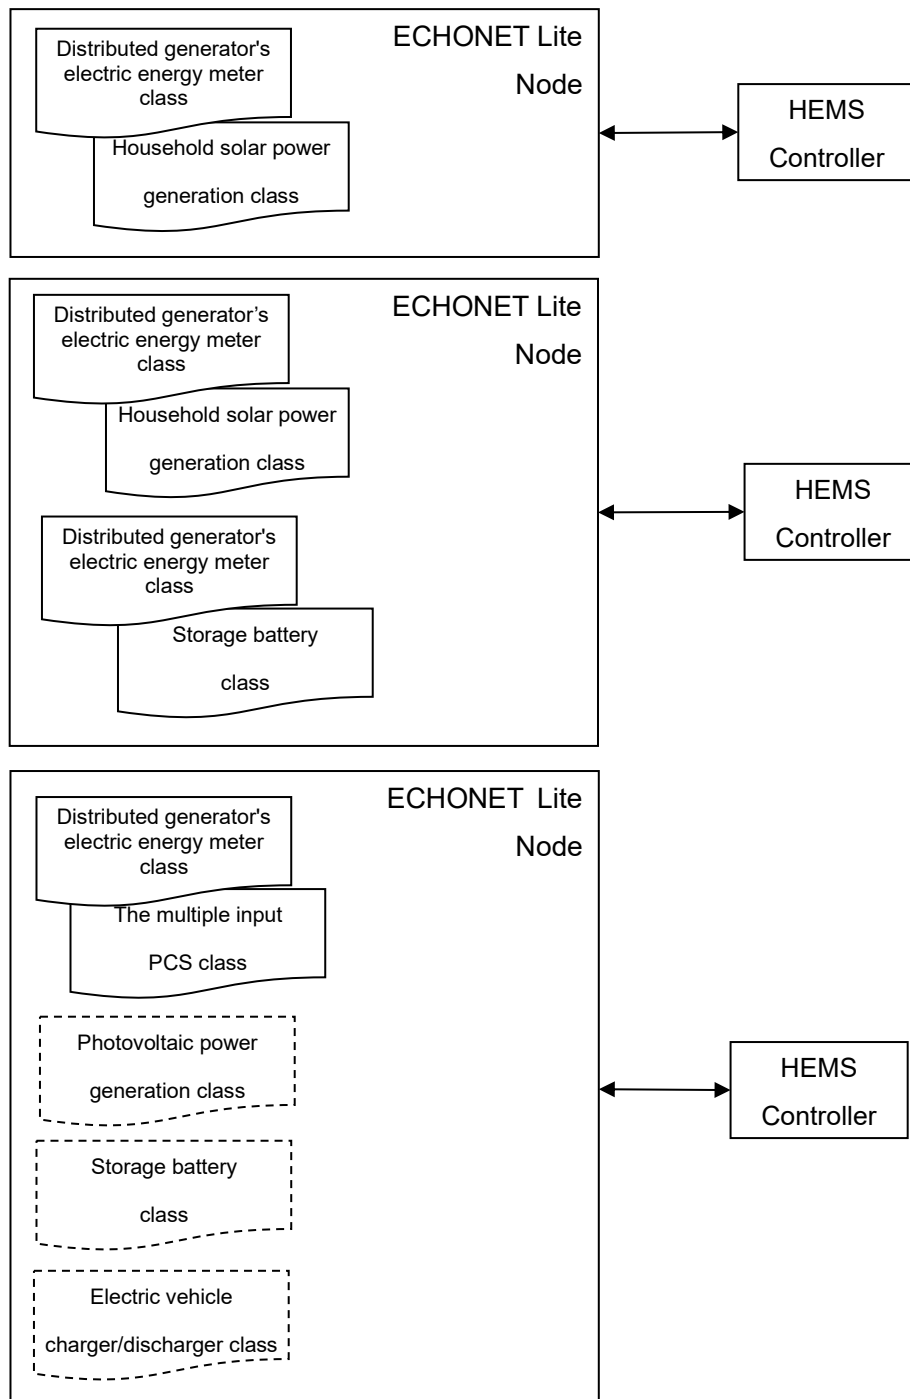 Distributed generator's
electric energy meter
class
Household solar power
generation class
ECHONET Lite
Node
HEMS
Controller
Distributed generator’s
electric energy meter
class
Household solar power
generation class
Distributed generator's
electric energy meter
class
Storage battery
class
ECHONET Lite
Node
HEMS
Controller
Distributed generator's
electric energy meter
class
The multiple input
PCS class
Photovoltaic power
generation class
Storage battery
class
Electric vehicle
charger/discharger class
ECHONET Lite
Node
HEMS
Controller